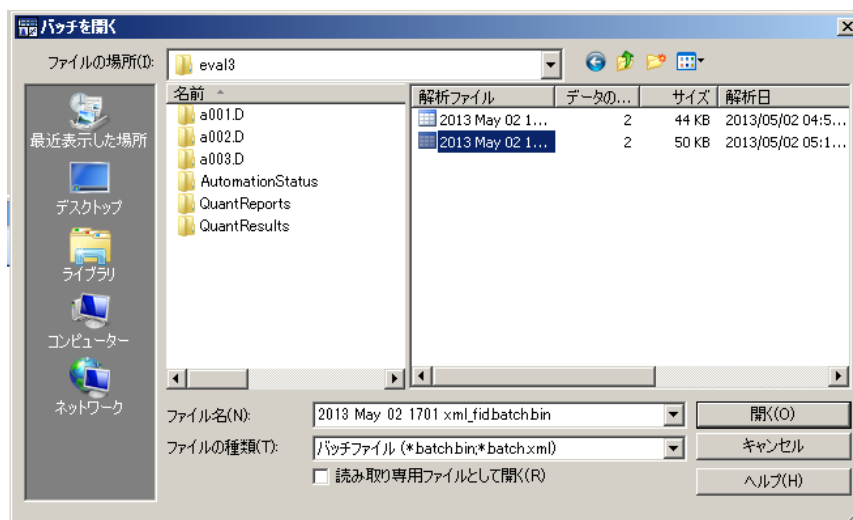 バッチを開く
ファイルの場所(I):
eval3
最近表示した場所
デスクトップ
ライブラリ
コンピューター
ネットワーク
名前
a001.D
a002.D
a003.D
AutomationStatus
QuantReports
QuantResults
解析ファイル データの... サイズ 解析日
2013 May 02 1... 2 44 KB 2013/05/02 04:5...
2013 May 02 1... 2 50 KB 2013/05/02 05:1...
ファイル名(N): 2013 May 02 1701 xml_fid.batch.bin 開く(O)
ファイルの種類(T): バッチファイル (*.batch.bin;*.batch.xml) キャンセル
読み取り専用ファイルとして開く(R) ヘルプ(H)